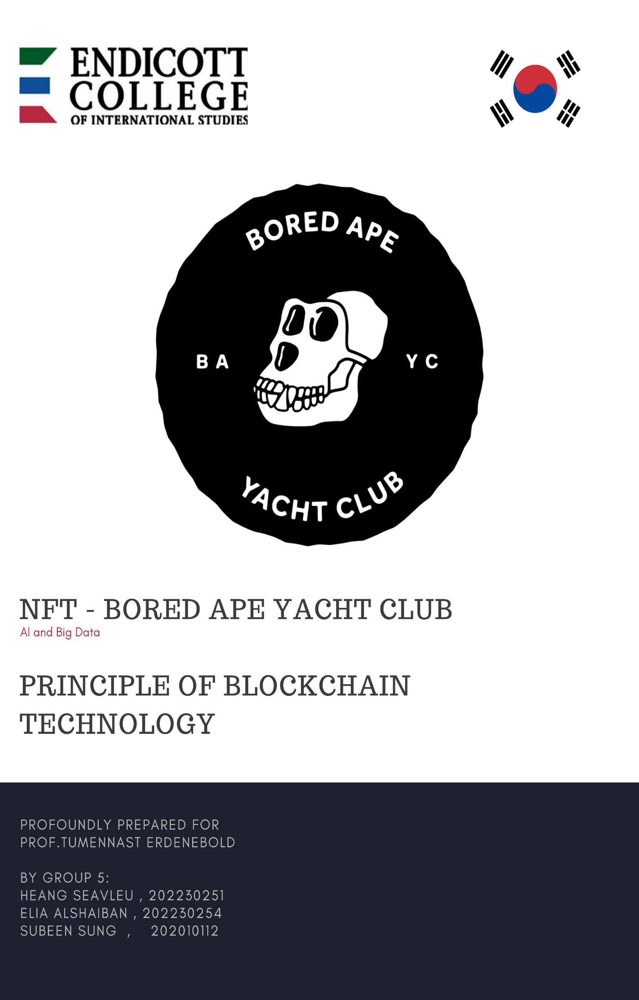 ENDICOTT
COLLEGE
OF INTERNATIONAL STUDIES
BORED APE
B A
Y C
YACHT CLUB
NFT - BORED APE YACHT CLUB
AI and Big Data
PRINCIPLE OF BLOCKCHAIN
TECHNOLOGY
PROFOUNDLY PREPARED FOR
PROF.TUMENNAST ERDENEBOLD
BY GROUP 5:
HEANG SEAVLEU , 202230251
ELIA ALSHAIBAN , 202230254
SUBEEN SUNG , 202010112